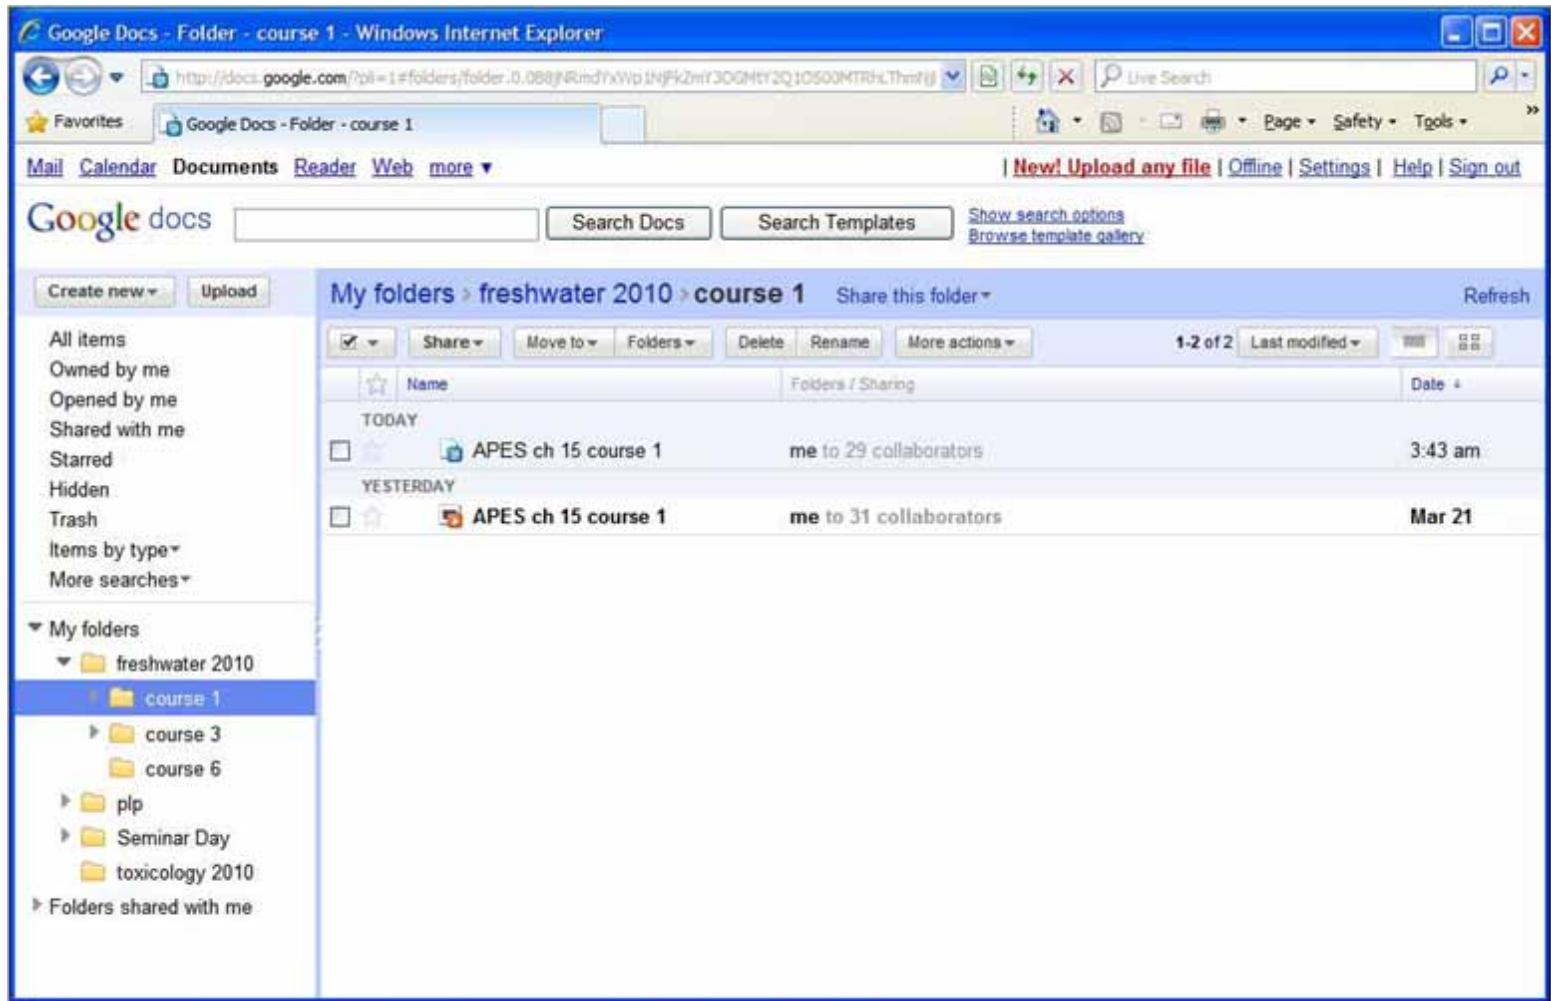 Google Docs - Folder - course 1 - Windows Internet Explorer
Live Search
Favorites Google Docs - Folder - course 1 Page Safety Tools »
Mail Calendar Documents Reader Web more ▼ | New! Upload any file | Offline | Settings | Help | Sign out
Google docs Search Docs Search Templates Show search options
Browse template gallery
Create new Upload My folders › freshwater 2010 › course 1 Share this folder Refresh
Share Move to Folders Delete Rename More actions 1-2 of 2 Last modified
Name Folders / Sharing Date
TODAY
APES ch 15 course 1 me to 29 collaborators 3:43 am
YESTERDAY
APES ch 15 course 1 me to 31 collaborators Mar 21
All items
Owned by me
Opened by me
Shared with me
Starred
Hidden
Trash
Items by type
More searches
My folders
freshwater 2010
course 1
course 3
course 6
plp
Seminar Day
toxicology 2010
Folders shared with me